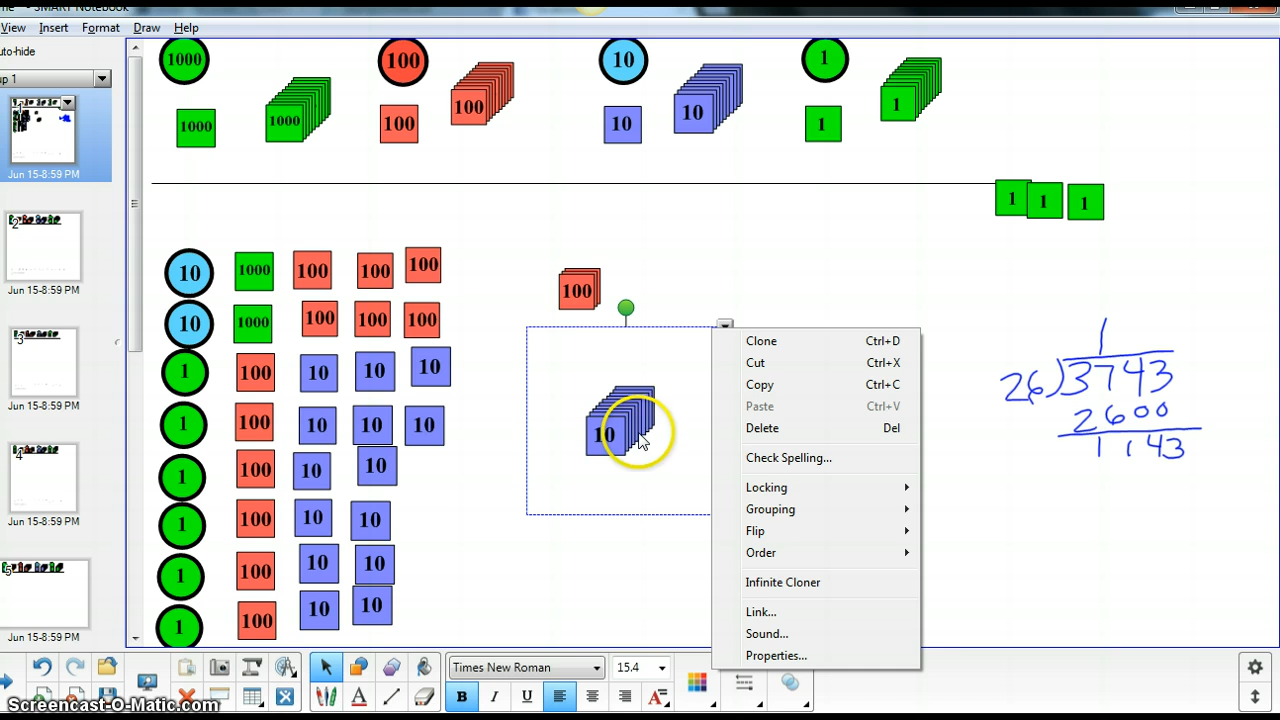 SMART Notebook
View Insert Format Draw Help
uto-hide
Jun 15-8:59 PM
2
Jun 15-8:59 PM
3
Jun 15-8:59 PM
4
Jun 15-8:59 PM
5
Jun 15-8:59 PM
1000 100 10 1
1000 1000 100 100 10 10 1 1
1 1 1
10 1000 100 100 100
10 1000 100 100 100
1 100 10 10 10
1 100 10 10 10
1 100 10 10
1 100 10 10
1 100 10 10
1 100 10 10
100
10
Clone Ctrl+D
Cut Ctrl+X
Copy Ctrl+C
Paste Ctrl+V
Delete Del
Check Spelling...
Locking
Grouping
Flip
Order
Infinite Cloner
Link...
Sound...
Properties...
1
26)3743
2600
1143
Times New Roman 15.4
B I U A
Screencast-O-Matic.com